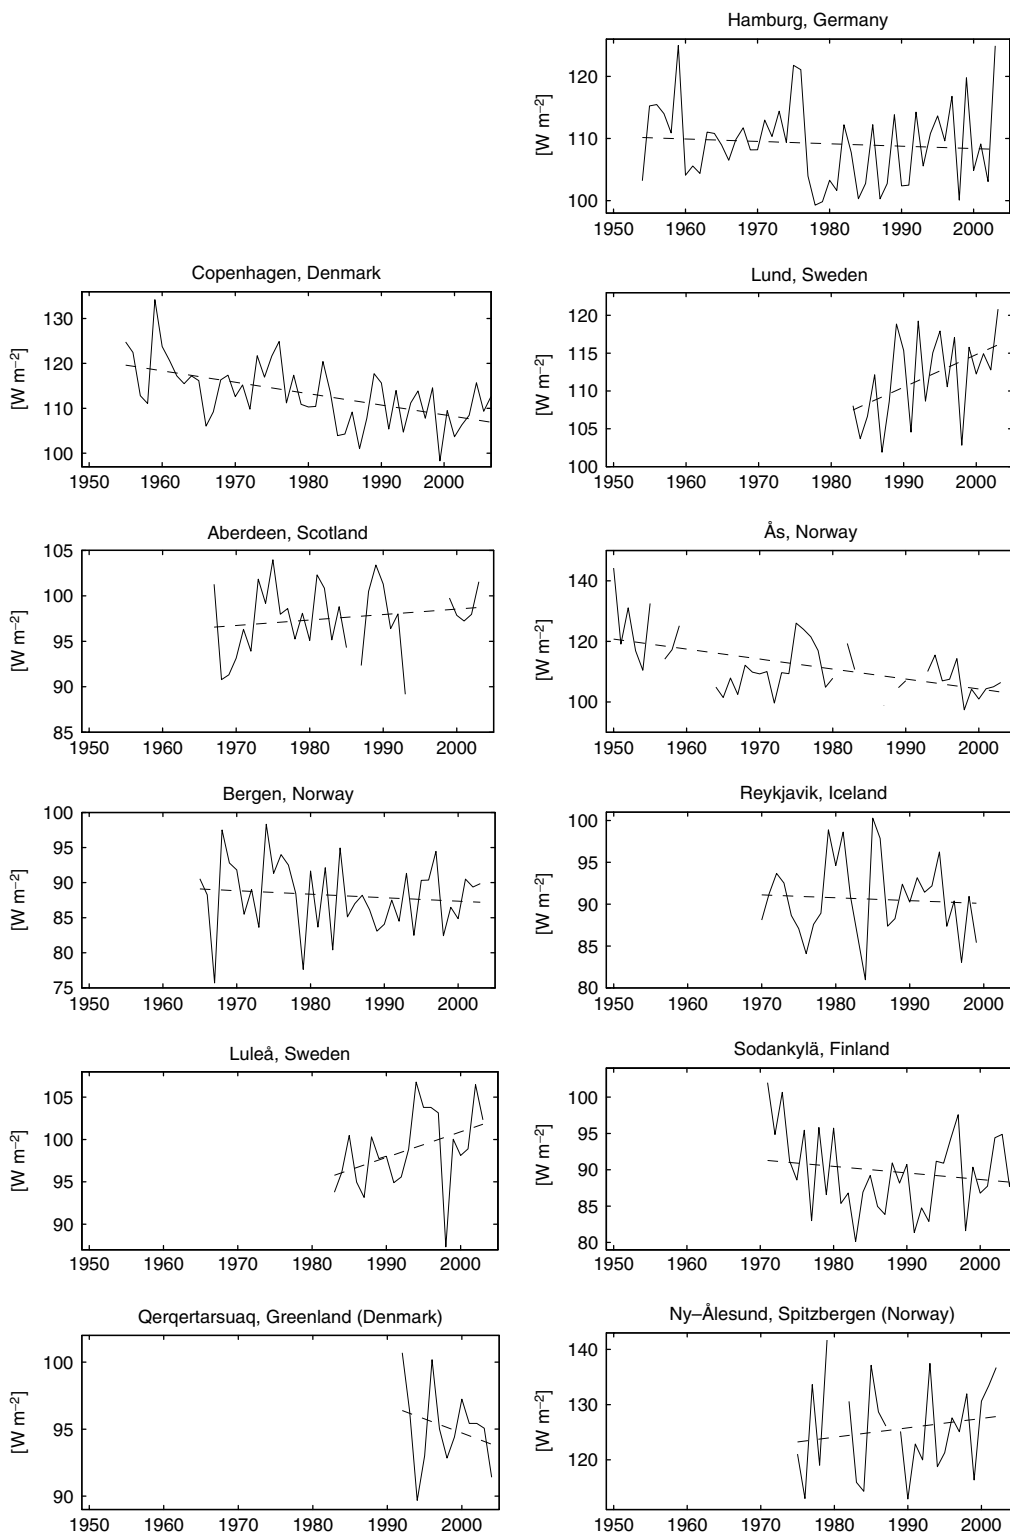 Hamburg, Germany
[W m−2]
120
110
100
1950 1960 1970 1980 1990 2000
Copenhagen, Denmark
[W m−2]
130
120
110
100
1950 1960 1970 1980 1990 2000
Lund, Sweden
[W m−2]
120
115
110
105
100
1950 1960 1970 1980 1990 2000
Aberdeen, Scotland
[W m−2]
105
100
95
90
85
1950 1960 1970 1980 1990 2000
Ås, Norway
[W m−2]
140
120
100
1950 1960 1970 1980 1990 2000
Bergen, Norway
[W m−2]
100
95
90
85
80
75
1950 1960 1970 1980 1990 2000
Reykjavik, Iceland
[W m−2]
100
95
90
85
80
1950 1960 1970 1980 1990 2000
Luleå, Sweden
[W m−2]
105
100
95
90
1950 1960 1970 1980 1990 2000
Sodankylä, Finland
[W m−2]
100
95
90
85
80
1950 1960 1970 1980 1990 2000
Qerqertarsuaq, Greenland (Denmark)
[W m−2]
100
95
90
1950 1960 1970 1980 1990 2000
Ny−Ålesund, Spitzbergen (Norway)
[W m−2]
140
130
120
1950 1960 1970 1980 1990 2000